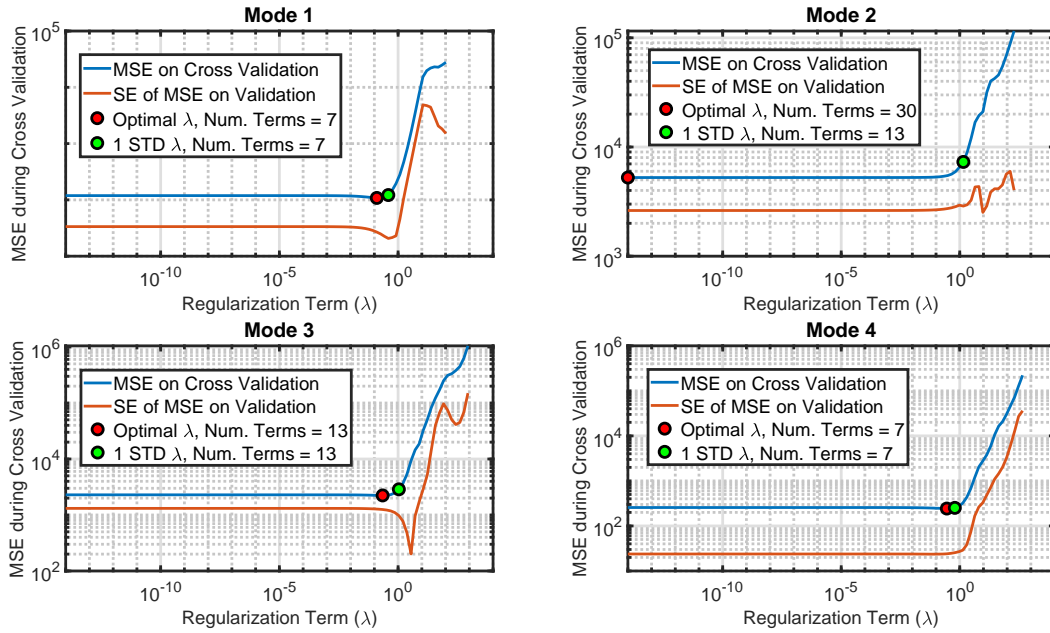 Mode 1
MSE during Cross Validation
10^5
MSE on Cross Validation
SE of MSE on Validation
Optimal λ, Num. Terms = 7
1 STD λ, Num. Terms = 7
10^-10
10^-5
10^0
Regularization Term (λ)
Mode 2
MSE during Cross Validation
10^5
10^4
10^3
MSE on Cross Validation
SE of MSE on Validation
Optimal λ, Num. Terms = 30
1 STD λ, Num. Terms = 13
10^-10
10^-5
10^0
Regularization Term (λ)
Mode 3
MSE during Cross Validation
10^6
10^4
10^2
MSE on Cross Validation
SE of MSE on Validation
Optimal λ, Num. Terms = 13
1 STD λ, Num. Terms = 13
10^-10
10^-5
10^0
Regularization Term (λ)
Mode 4
MSE during Cross Validation
10^6
10^4
10^2
MSE on Cross Validation
SE of MSE on Validation
Optimal λ, Num. Terms = 7
1 STD λ, Num. Terms = 7
10^-10
10^-5
10^0
Regularization Term (λ)